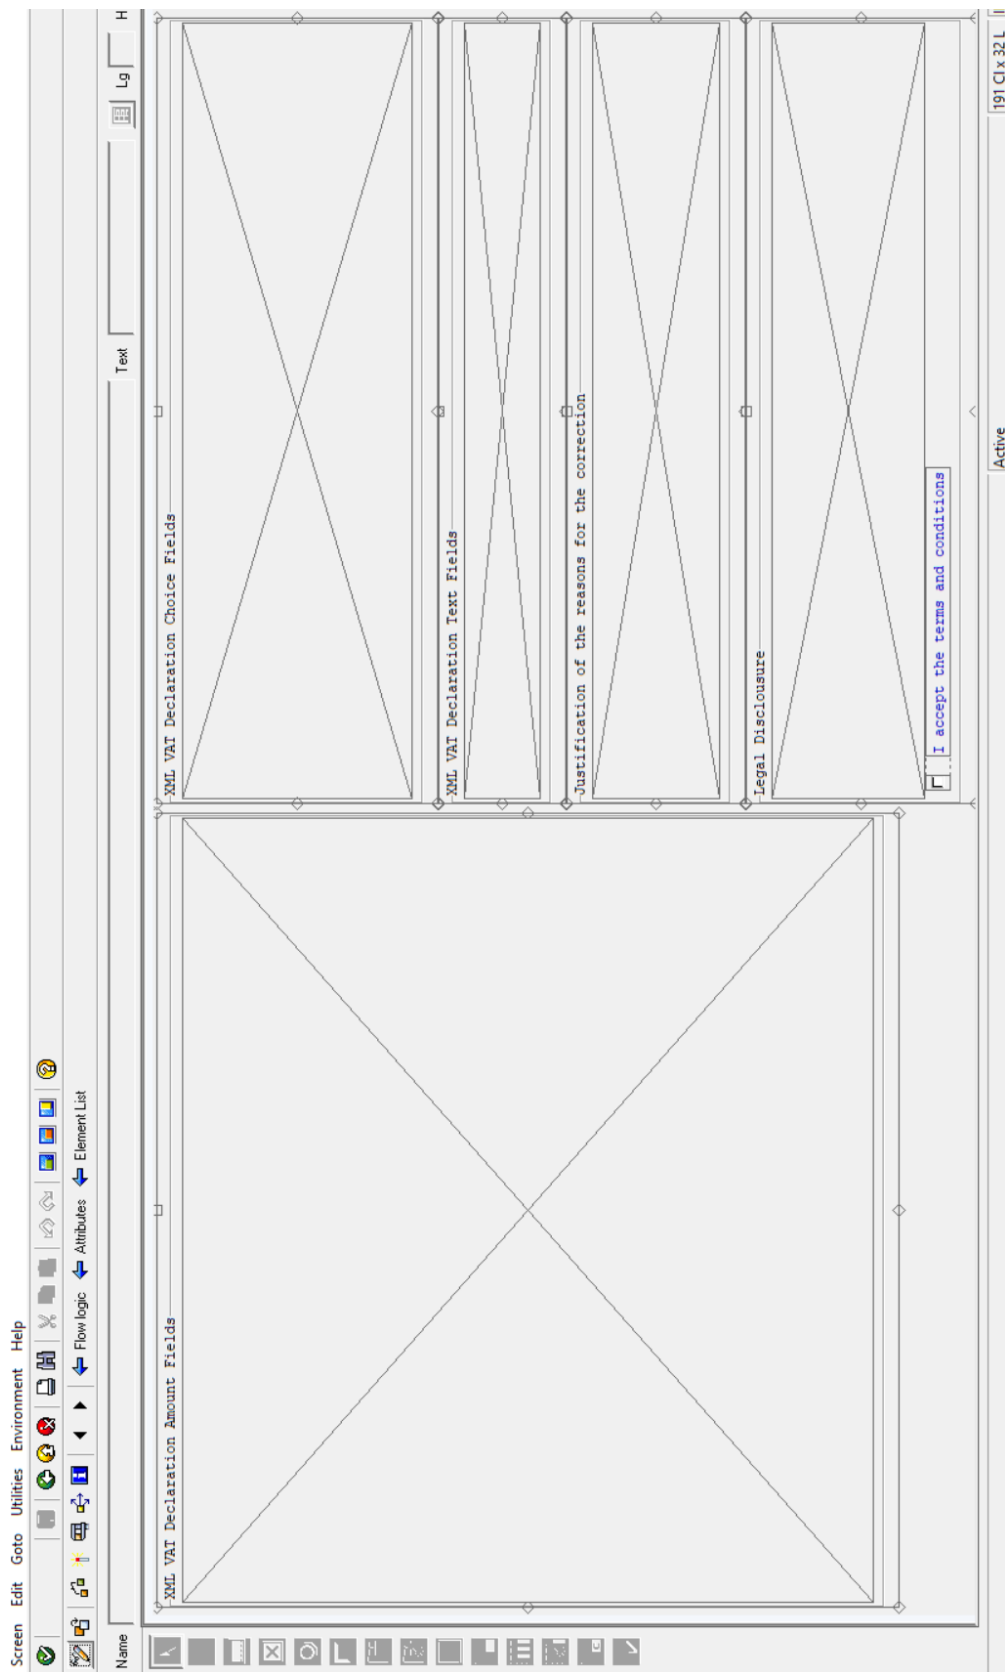 Screen Edit Goto Utilities Environment Help
Flow logic Attributes Element List
Name Text Lg H
XML VAT Declaration Amount Fields
XML VAT Declaration Choice Fields
XML VAT Declaration Text Fields
Justification of the reasons for the correction
Legal Disclousure
I accept the terms and conditions
Active 191 Cl x 32 L